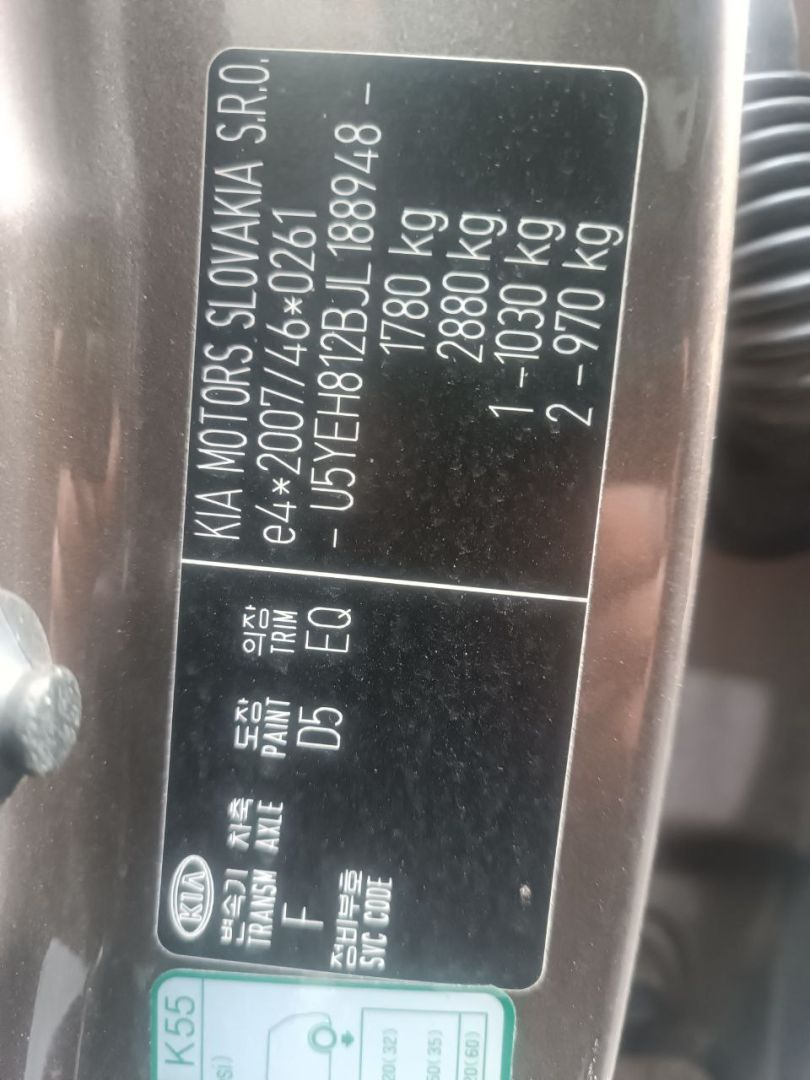 KIA
변속기 차축 도장 의장
TRANSM AXLE PAINT TRIM
F D5 EQ
정비부호
SVC CODE
KIA MOTORS SLOVAKIA S.R.O.
e4*2007/46*0261
- U5YEH812BJL188948 -
1780 kg
2880 kg
1 -1030 kg
2 -970 kg
K55
20(32)